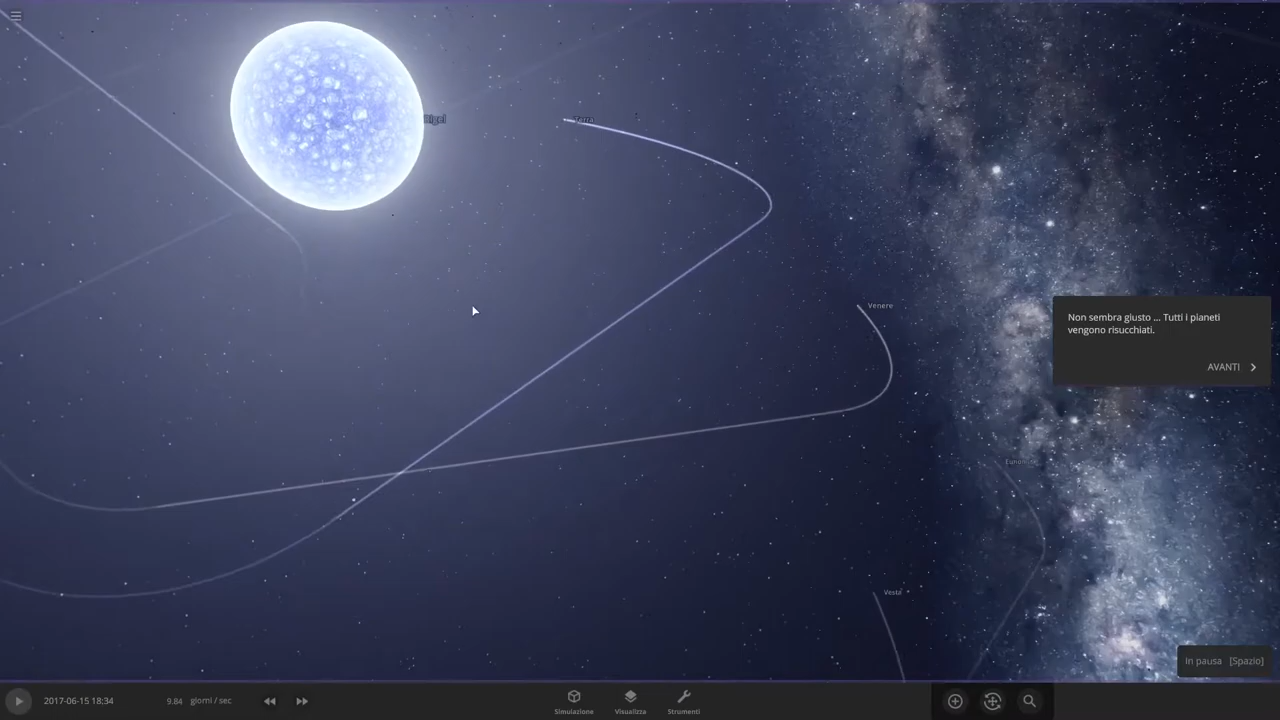 Rigel
Terra
Venere
Non sembra giusto ... Tutti i pianeti
vengono risucchiati.
AVANTI
Eunomia
Vesta
In pausa [Spazio]
2017-06-15 18:34
9.84 giorni / sec
Simulazione
Visualizza
Strumenti